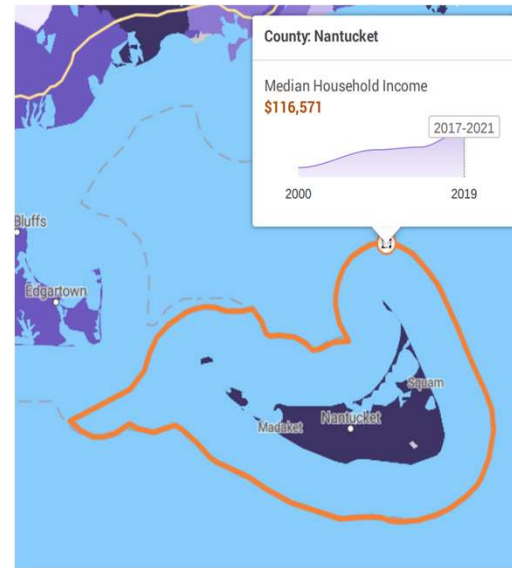 County: Nantucket
Median Household Income
$116,571
2017-2021
2000
2019
Bluffs
Edgartown
Squam
Nantucket
Madaket